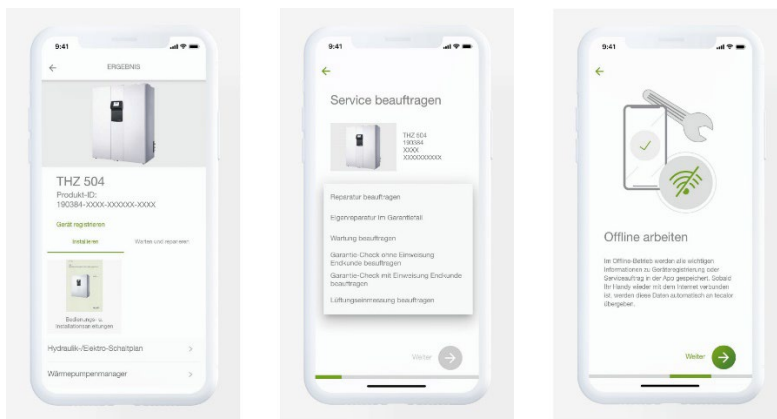 9:41
ERGEBNIS
THZ 504
Produkt-ID:
190384-XXXX-XXXXXX-XXXX
Gerät registrieren
Installieren
Warten und reparieren
Bedienungs- u.
Installationsanleitungen
Hydraulik-/Elektro-Schaltplan
Wärmepumpenmanager
9:41
Service beauftragen
THZ 504
190384
XXXX
XXXXXXXXXX
Reparatur beauftragen
Eigenreparatur im Garantiefall
Wartung beauftragen
Garantie-Check ohne Einweisung
Endkunde beauftragen
Garantie-Check mit Einweisung Endkunde
beauftragen
Lüftungseinmessung beauftragen
Weiter
9:41
Offline arbeiten
Im Offline-Betrieb werden alle wichtigen
Informationen zu Geräteregistrierung oder
Serviceauftrag in der App gespeichert. Sobald
Ihr Handy wieder mit dem Internet verbunden
ist, werden diese Daten automatisch an tecalor
übergeben.
Weiter